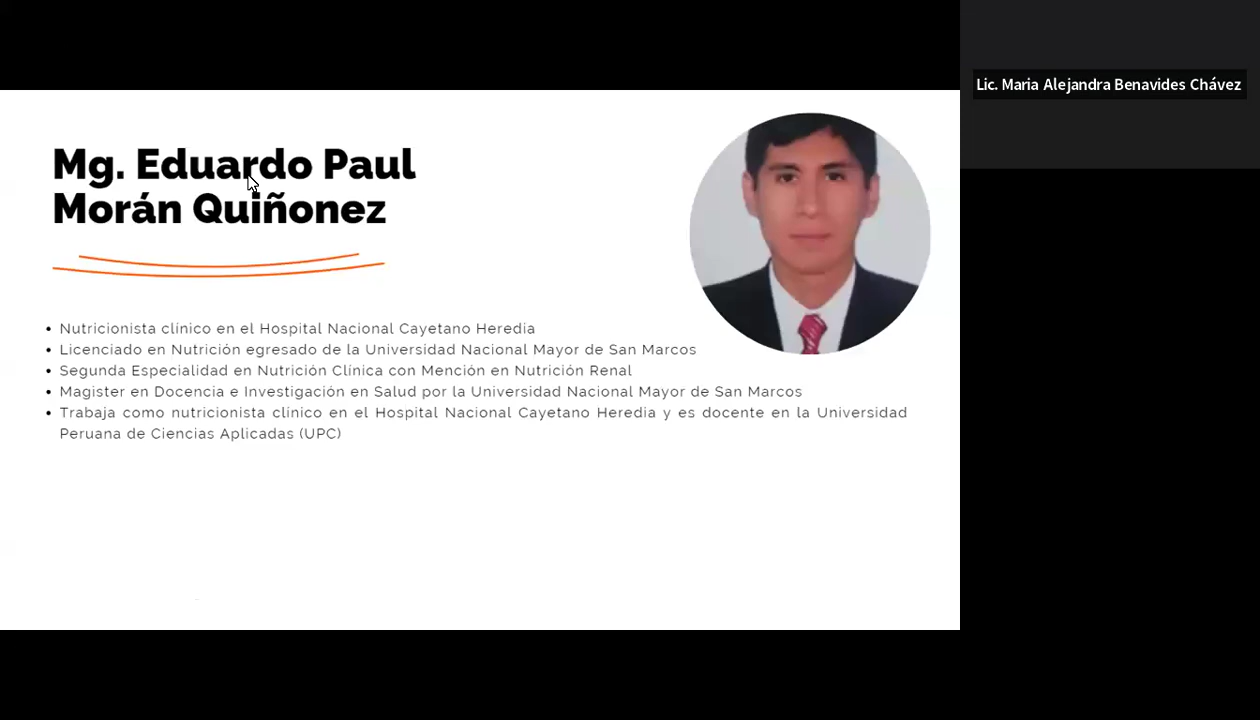 Lic. Maria Alejandra Benavides Chávez
Mg. Eduardo Paul
Morán Quiñonez
• Nutricionista clínico en el Hospital Nacional Cayetano Heredia
• Licenciado en Nutrición egresado de la Universidad Nacional Mayor de San Marcos
• Segunda Especialidad en Nutrición Clínica con Mención en Nutrición Renal
• Magister en Docencia e Investigación en Salud por la Universidad Nacional Mayor de San Marcos
• Trabaja como nutricionista clínico en el Hospital Nacional Cayetano Heredia y es docente en la Universidad
Peruana de Ciencias Aplicadas (UPC)